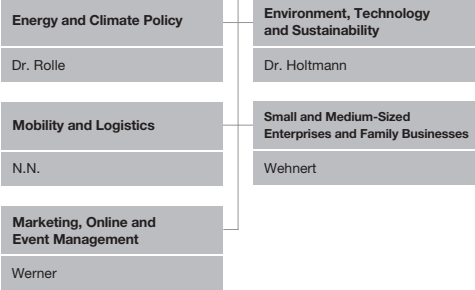 Energy and Climate Policy
Dr. Rolle
Environment, Technology
and Sustainability
Dr. Holtmann
Mobility and Logistics
N.N.
Small and Medium-Sized
Enterprises and Family Businesses
Wehnert
Marketing, Online and
Event Management
Werner